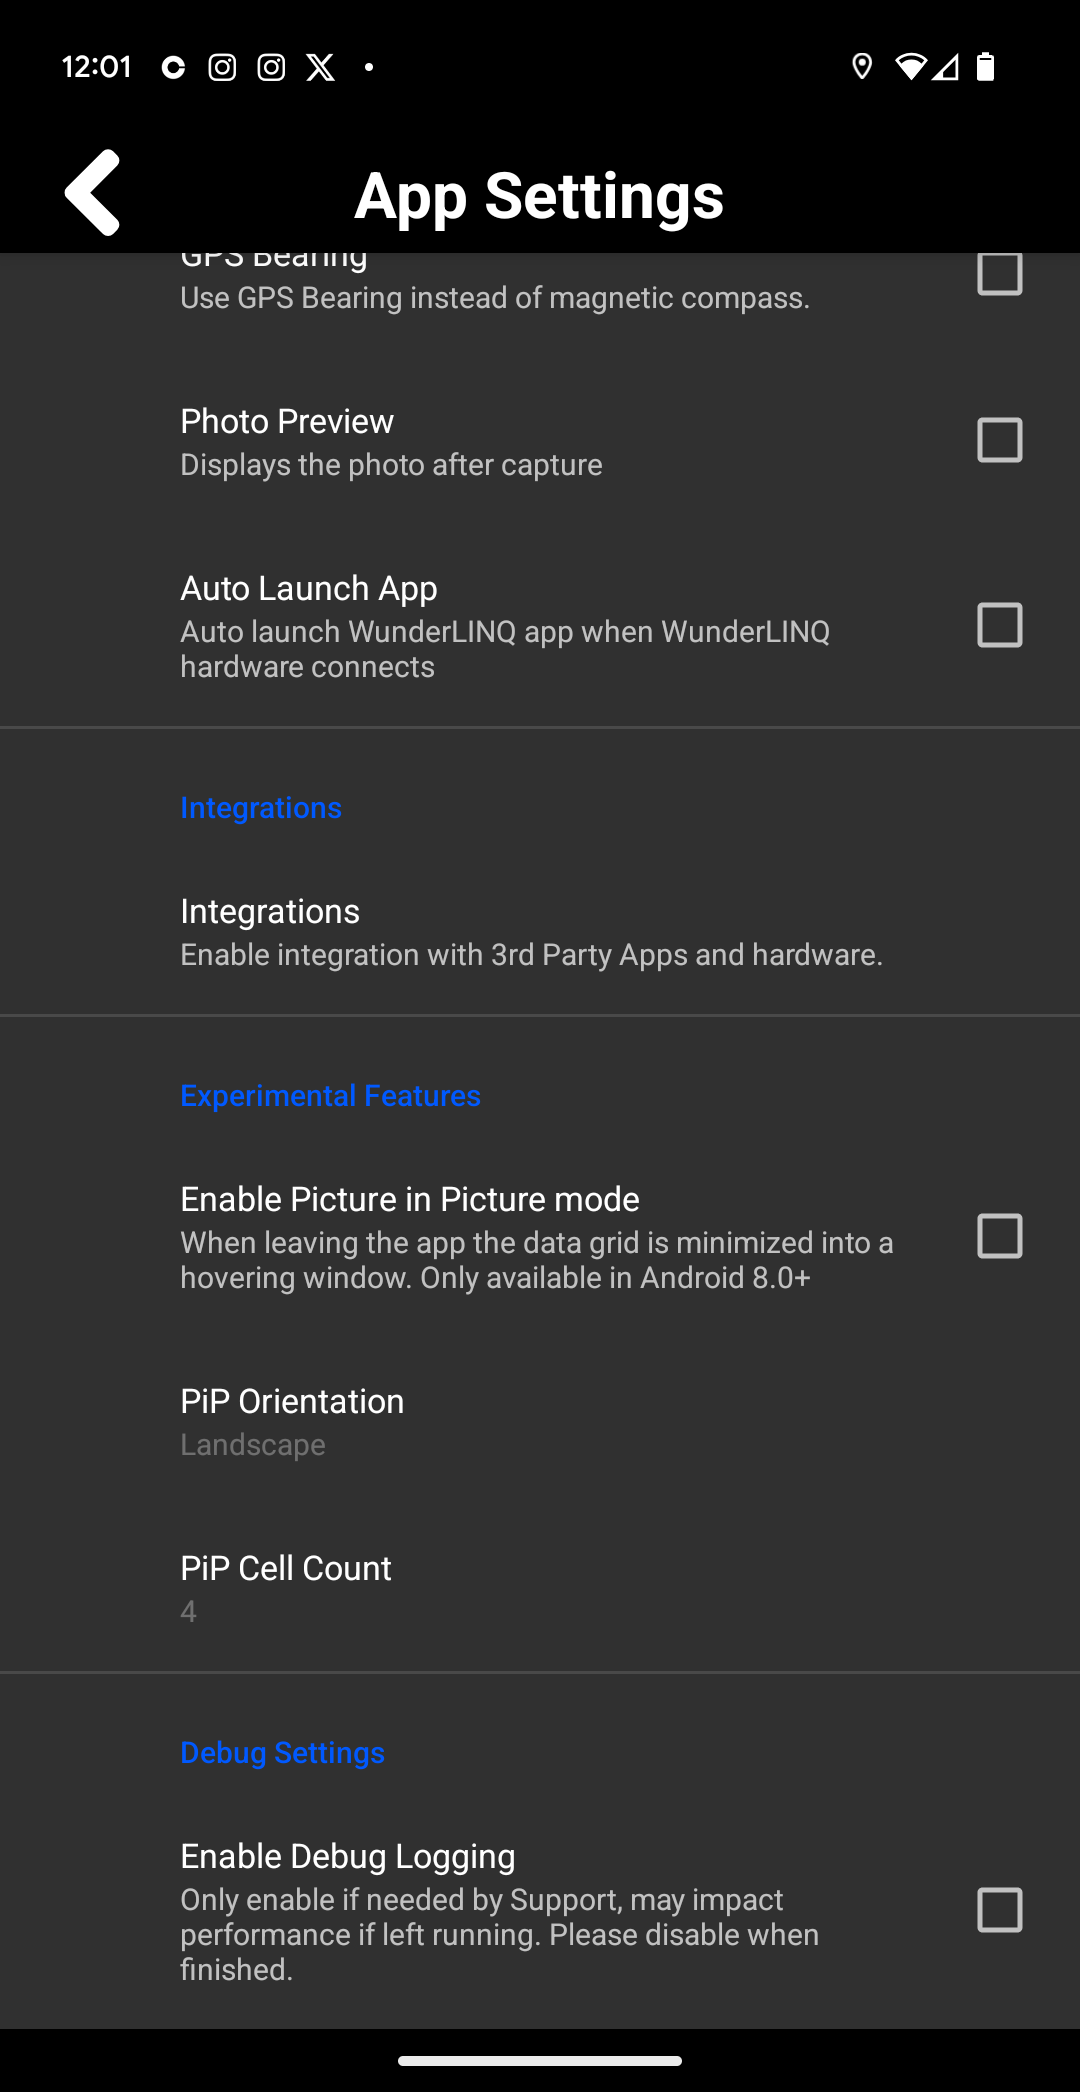 12:01
App Settings
GPS Bearing
Use GPS Bearing instead of magnetic compass.
Photo Preview
Displays the photo after capture
Auto Launch App
Auto launch WunderLINQ app when WunderLINQ
hardware connects
Integrations
Integrations
Enable integration with 3rd Party Apps and hardware.
Experimental Features
Enable Picture in Picture mode
When leaving the app the data grid is minimized into a
hovering window. Only available in Android 8.0+
PiP Orientation
Landscape
PiP Cell Count
4
Debug Settings
Enable Debug Logging
Only enable if needed by Support, may impact
performance if left running. Please disable when
finished.